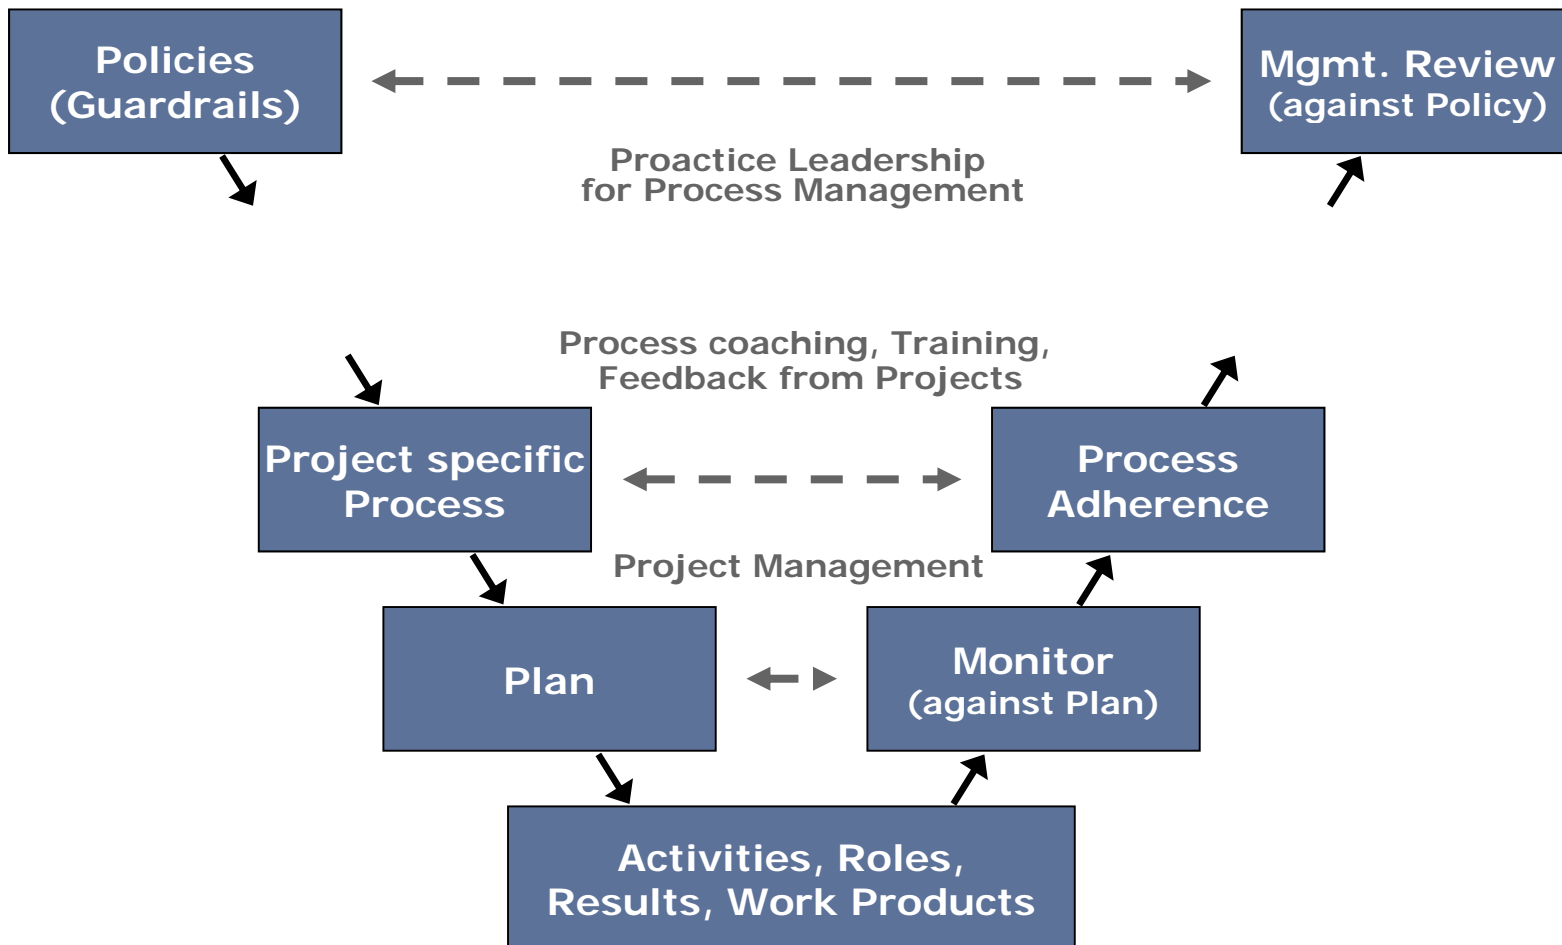 Policies
(Guardrails)
Mgmt. Review
(against Policy)
Proactice Leadership
for Process Management
Process coaching, Training,
Feedback from Projects
Project specific
Process
Process
Adherence
Project Management
Plan
Monitor
(against Plan)
Activities, Roles,
Results, Work Products